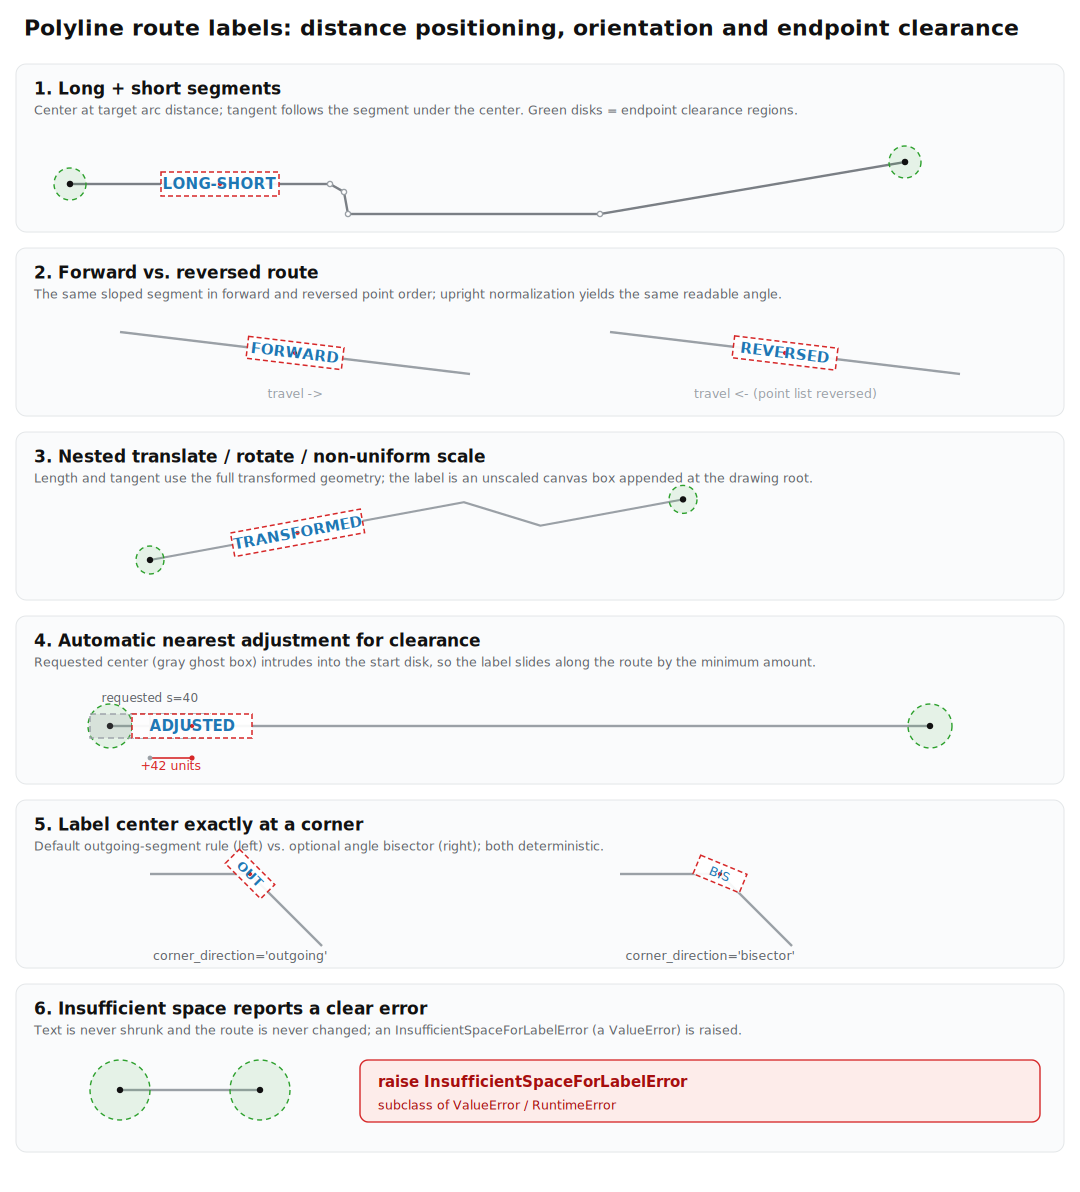 Polyline route labels: distance positioning, orientation and endpoint clearance
1. Long + short segments
Center at target arc distance; tangent follows the segment under the center. Green disks = endpoint clearance regions.
LONG-SHORT
2. Forward vs. reversed route
The same sloped segment in forward and reversed point order; upright normalization yields the same readable angle.
FORWARD
REVERSED
travel ->
travel <- (point list reversed)
3. Nested translate / rotate / non-uniform scale
Length and tangent use the full transformed geometry; the label is an unscaled canvas box appended at the drawing root.
TRANSFORMED
4. Automatic nearest adjustment for clearance
Requested center (gray ghost box) intrudes into the start disk, so the label slides along the route by the minimum amount.
requested s=40
ADJUSTED
+42 units
5. Label center exactly at a corner
Default outgoing-segment rule (left) vs. optional angle bisector (right); both deterministic.
OUT
BIS
corner_direction='outgoing'
corner_direction='bisector'
6. Insufficient space reports a clear error
Text is never shrunk and the route is never changed; an InsufficientSpaceForLabelError (a ValueError) is raised.
raise InsufficientSpaceForLabelError
subclass of ValueError / RuntimeError